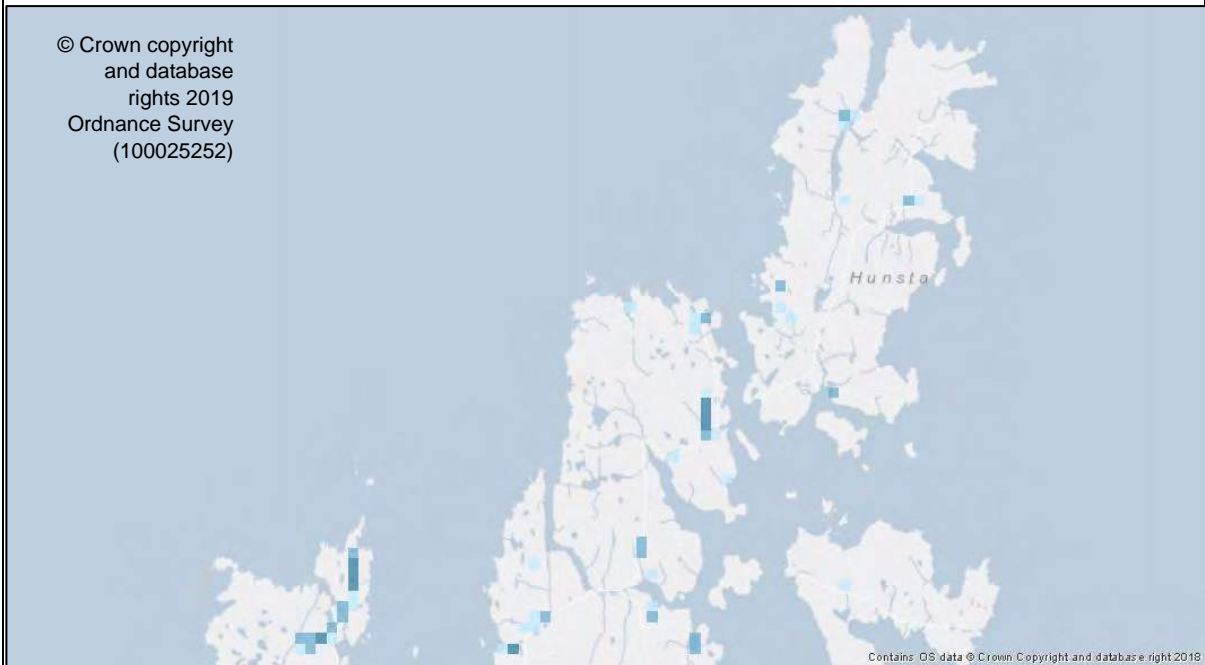 © Crown copyright
and database
rights 2019
Ordnance Survey
(100025252)
Hunsta
Contains OS data © Crown Copyright and database right 2018